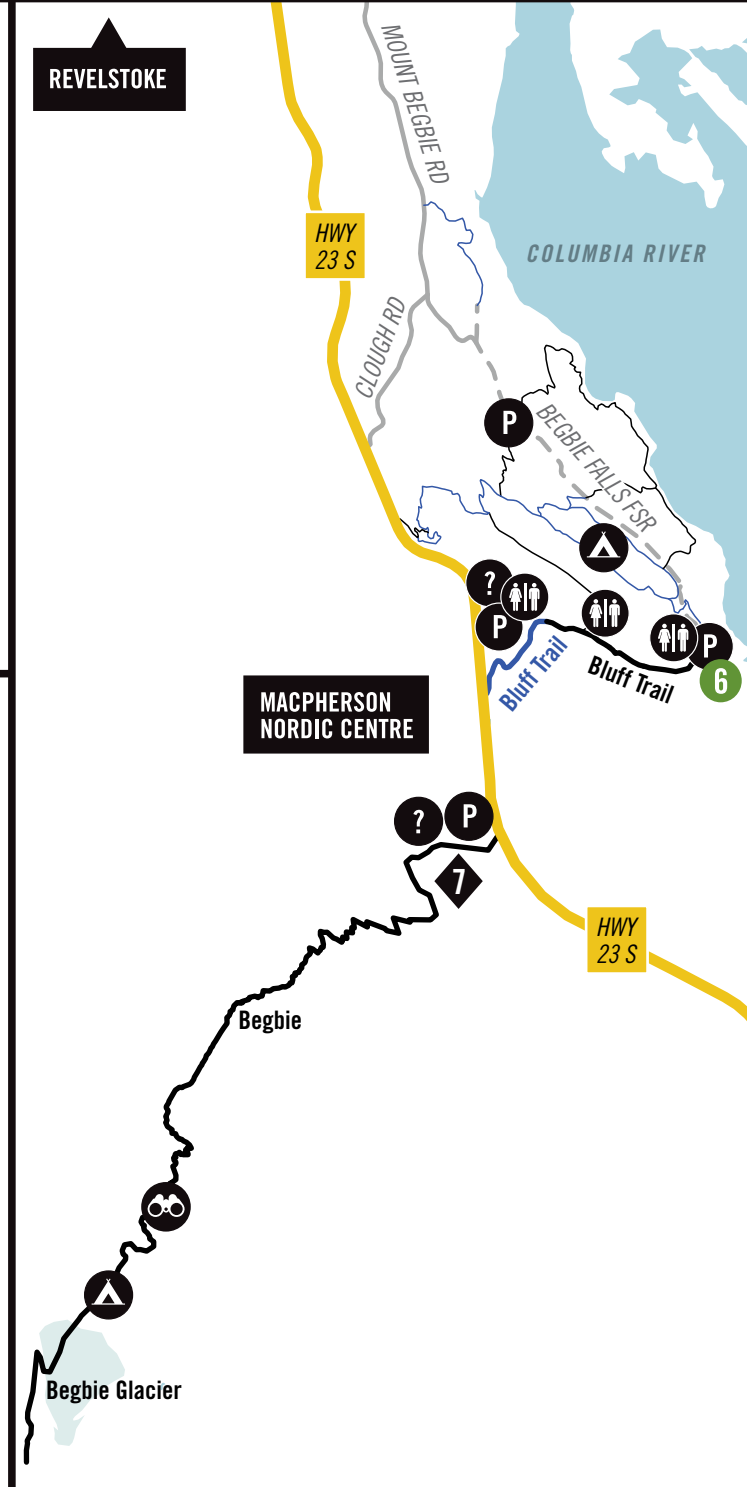 REVELSTOKE
MOUNT BEGBIE RD
HWY
23 S
COLUMBIA RIVER
CLOUGH RD
P
BEGBIE FALLS FSR
?
P
P
6
Bluff Trail
Bluff Trail
MACPHERSON
NORDIC CENTRE
?
P
7
HWY
23 S
Begbie
Begbie Glacier